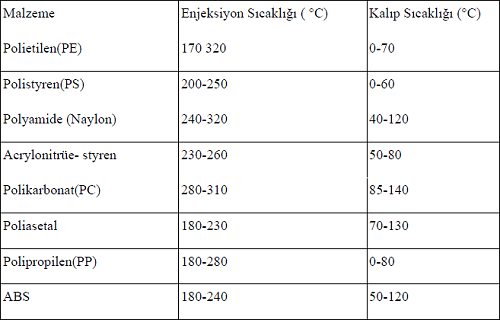 Malzeme Enjeksiyon Sıcaklığı ( °C) Kalıp Sıcaklığı (°C)
Polietilen(PE) 170 320 0-70
Polistyren(PS) 200-250 0-60
Polyamide (Naylon) 240-320 40-120
Acrylonitrüe- styren 230-260 50-80
Polikarbonat(PC) 280-310 85-140
Poliasetal 180-230 70-130
Polipropilen(PP) 180-280 0-80
ABS 180-240 50-120